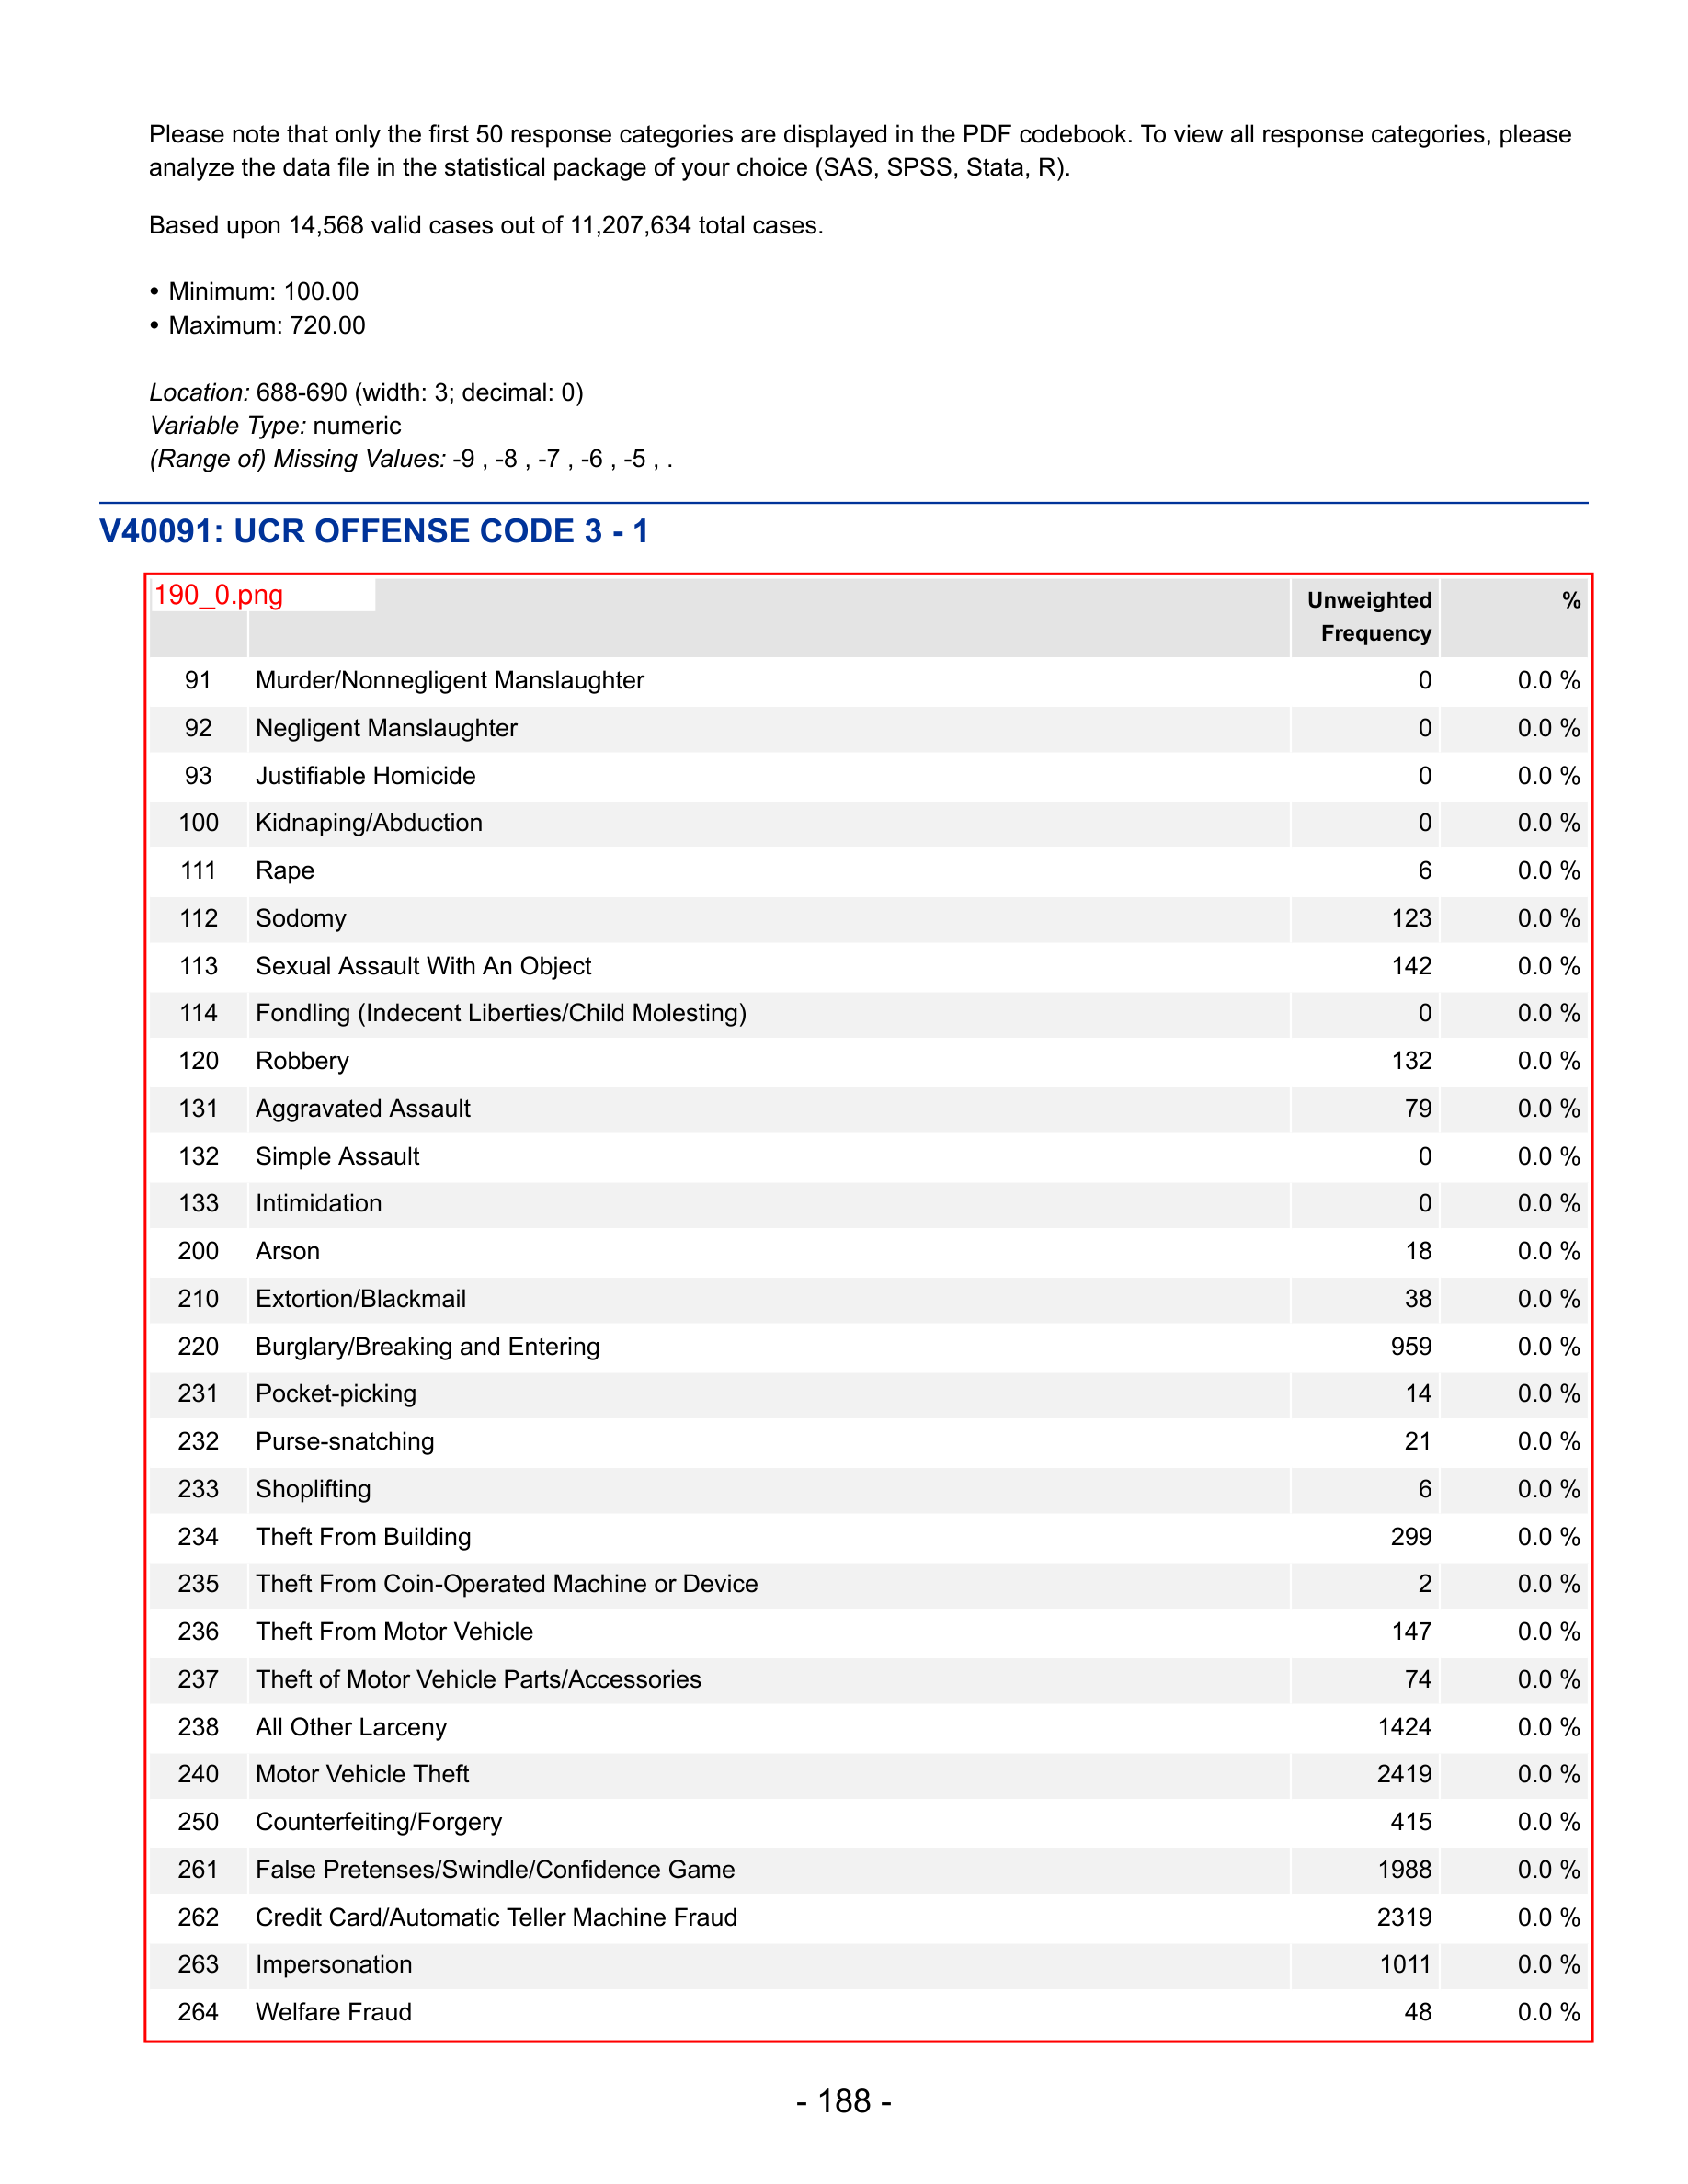 Please note that only the first 50 response categories are displayed in the PDF codebook. To view all response categories, please
analyze the data file in the statistical package of your choice (SAS, SPSS, Stata, R).
Based upon 14,568 valid cases out of 11,207,634 total cases.
• Minimum: 100.00
• Maximum: 720.00
Location: 688-690 (width: 3; decimal: 0)
Variable Type: numeric
(Range of) Missing Values: -9 , -8 , -7 , -6 , -5 , .
V40091: UCR OFFENSE CODE 3 - 1
190_0.png
Unweighted %
Frequency
91 Murder/Nonnegligent Manslaughter 0 0.0 %
92 Negligent Manslaughter 0 0.0 %
93 Justifiable Homicide 0 0.0 %
100 Kidnaping/Abduction 0 0.0 %
111 Rape 6 0.0 %
112 Sodomy 123 0.0 %
113 Sexual Assault With An Object 142 0.0 %
114 Fondling (Indecent Liberties/Child Molesting) 0 0.0 %
120 Robbery 132 0.0 %
131 Aggravated Assault 79 0.0 %
132 Simple Assault 0 0.0 %
133 Intimidation 0 0.0 %
200 Arson 18 0.0 %
210 Extortion/Blackmail 38 0.0 %
220 Burglary/Breaking and Entering 959 0.0 %
231 Pocket-picking 14 0.0 %
232 Purse-snatching 21 0.0 %
233 Shoplifting 6 0.0 %
234 Theft From Building 299 0.0 %
235 Theft From Coin-Operated Machine or Device 2 0.0 %
236 Theft From Motor Vehicle 147 0.0 %
237 Theft of Motor Vehicle Parts/Accessories 74 0.0 %
238 All Other Larceny 1424 0.0 %
240 Motor Vehicle Theft 2419 0.0 %
250 Counterfeiting/Forgery 415 0.0 %
261 False Pretenses/Swindle/Confidence Game 1988 0.0 %
262 Credit Card/Automatic Teller Machine Fraud 2319 0.0 %
263 Impersonation 1011 0.0 %
264 Welfare Fraud 48 0.0 %
- 188 -